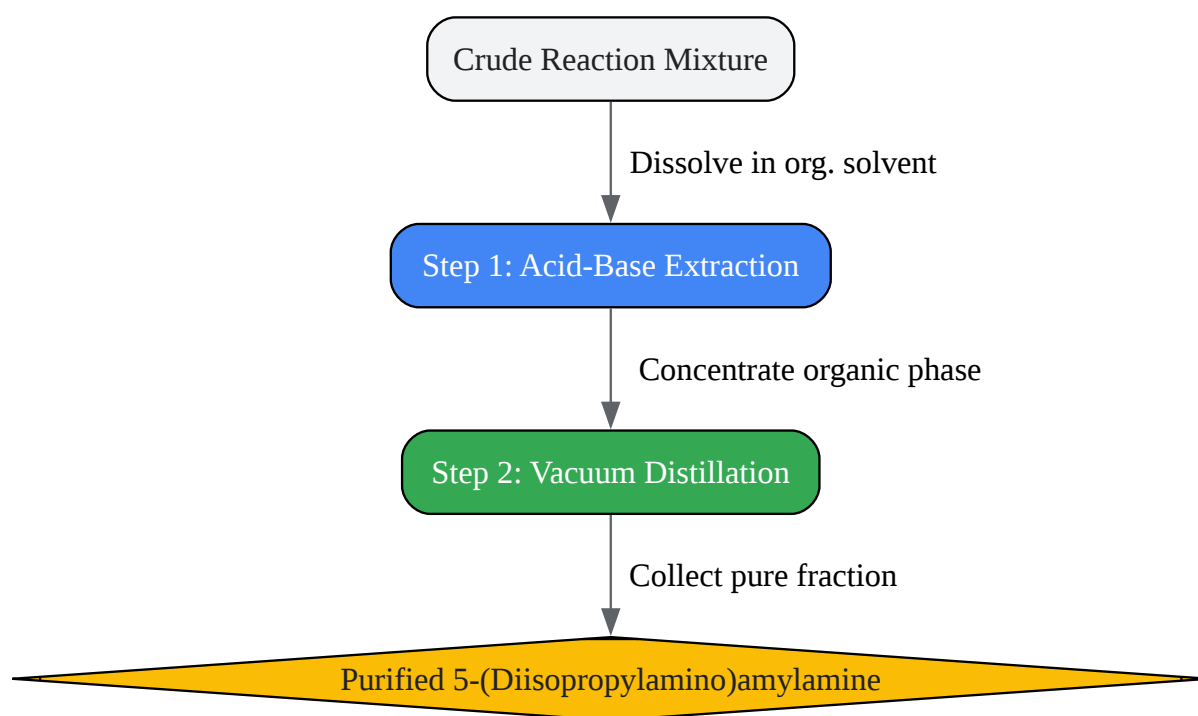 Crude Reaction Mixture
Dissolve in org. solvent
Step 1: Acid-Base Extraction
Concentrate organic phase
Step 2: Vacuum Distillation
Collect pure fraction
Purified 5-(Diisopropylamino)amylamine